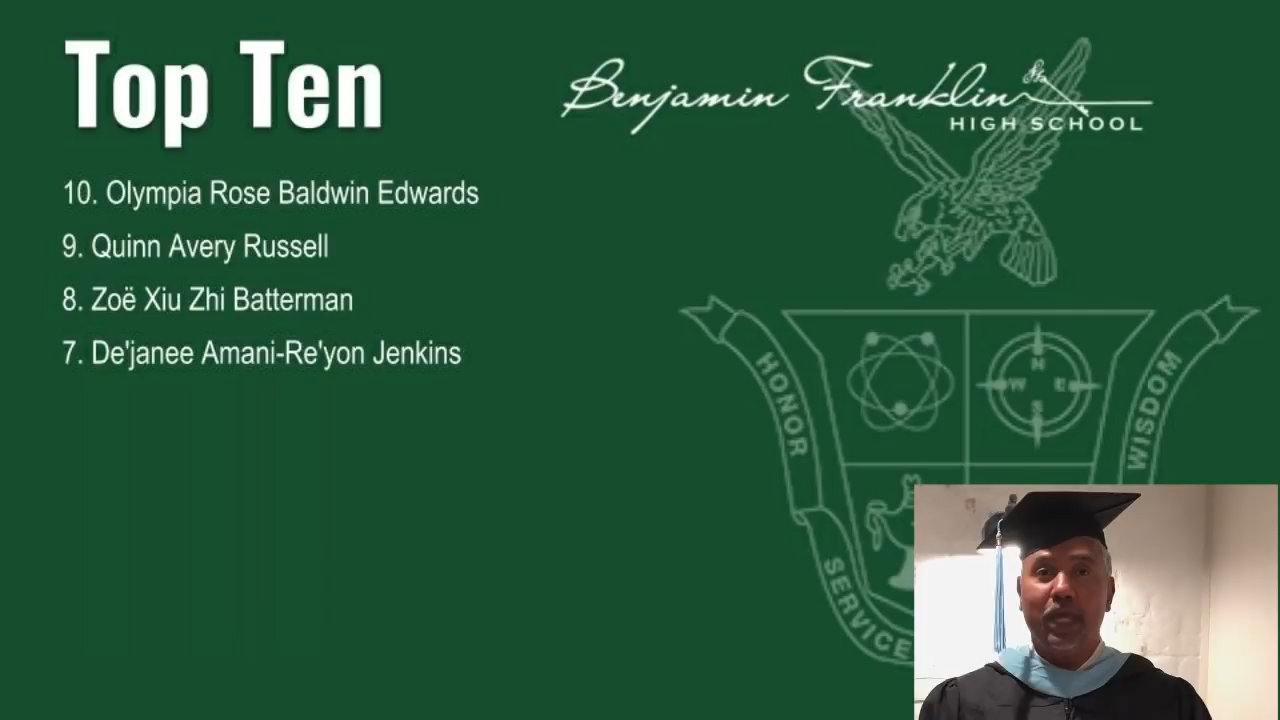 Top Ten
Benjamin Franklin
HIGH SCHOOL
10. Olympia Rose Baldwin Edwards
9. Quinn Avery Russell
8. Zoë Xiu Zhi Batterman
7. De'janee Amani-Re'yon Jenkins
HONOR
N
W E
S
WISDOM
SERVICE